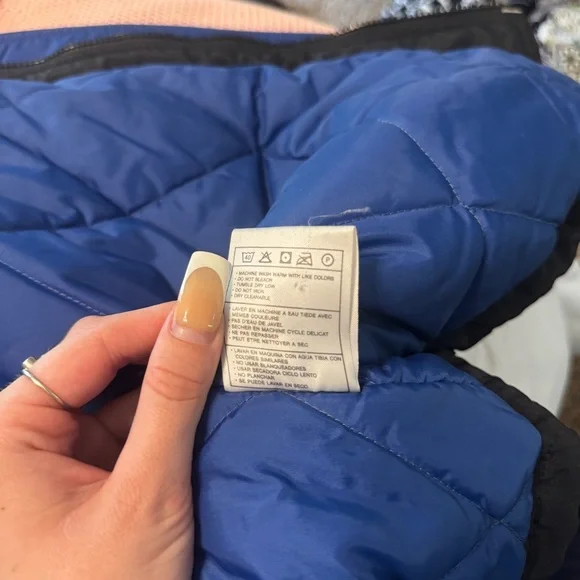 40 P
• MACHINE WASH WARM WITH LIKE COLORS
• DO NOT BLEACH
• TUMBLE DRY LOW
• DO NOT IRON
• DRY CLEANABLE
LAVER EN MACHINE A EAU TIEDE AVEC
MEMES COULEURE
• PAS D'EAU DE JAVEL
• SECHER EN MACHINE CYCLE DELICAT
• NE PAS REPASSER
• PEUT ETRE NETTOYER A SEC
LAVAR EN MAQUINA CON AGUA TIBIA CON
COLORES SIMILARES
• NO USAR BLANQUEADORES
• USAR SECADORA CICLO LENTO
• NO PLANCHAR
• SE PUEDE LAVAR EN SECO